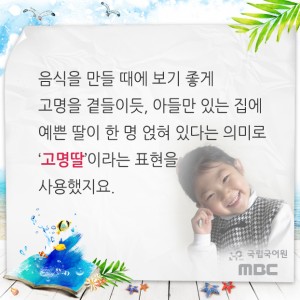 음식을 만들 때에 보기 좋게
고명을 곁들이듯, 아들만 있는 집에
예쁜 딸이 한 명 얹혀 있다는 의미로
‘고명딸’이라는 표현을
사용했지요.
국립국어원
MBC